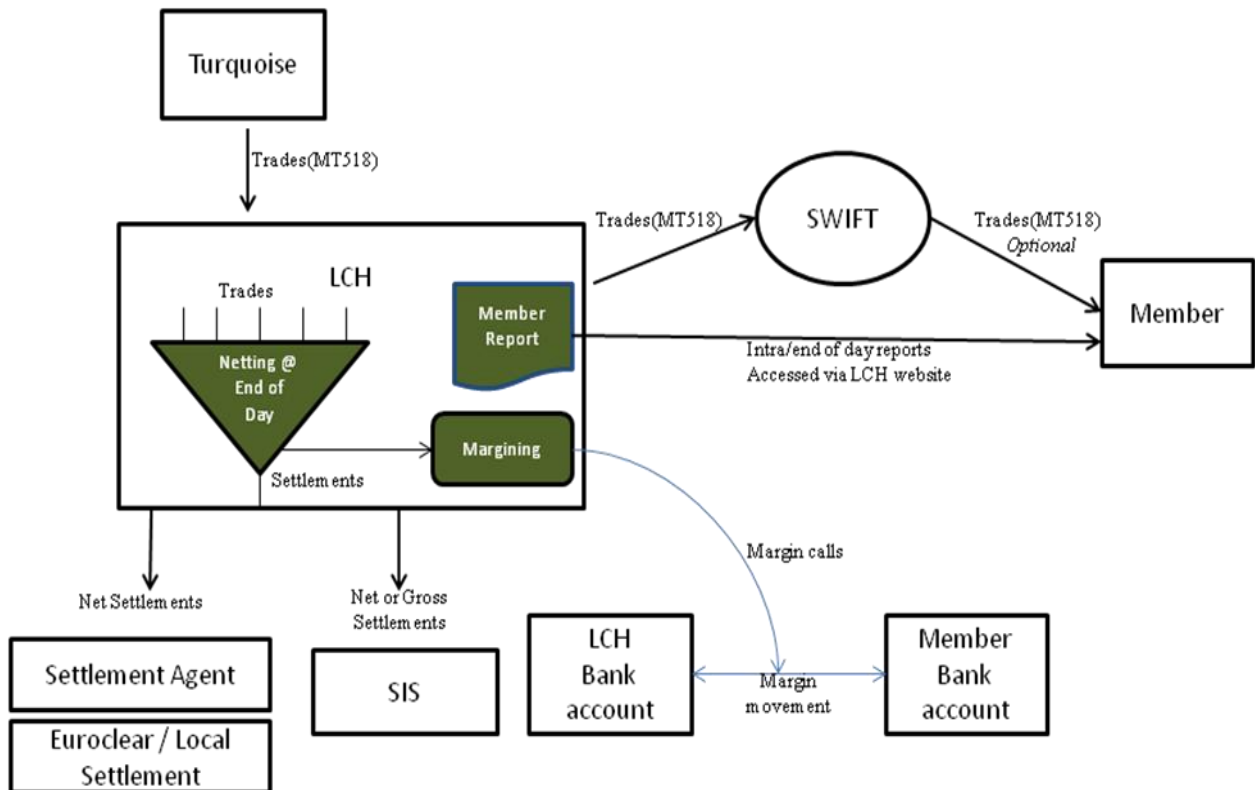 Turquoise
Trades(MT518)
LCH
Trades
Netting @
End of
Day
Member
Report
Margining
Settlements
Trades(MT518)
SWIFT
Trades(MT518)
Optional
Member
Intra/end of day reports
Accessed via LCH website
Margin calls
Net Settlements
Net or Gross
Settlements
Settlement Agent
Euroclear / Local
Settlement
SIS
LCH
Bank
account
Margin
movement
Member
Bank
account